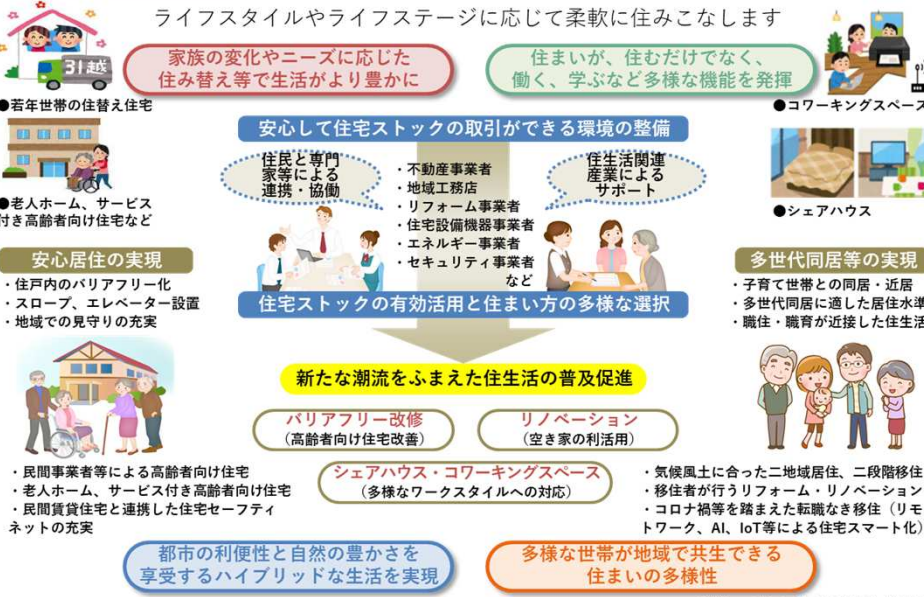 ライフスタイルやライフステージに応じて柔軟に住みこなします
家族の変化やニーズに応じた
住み替え等で生活がより豊かに
住まいが、住むだけでなく、
働く、学ぶなど多様な機能を発揮
引越
●若年世帯の住替え住宅
●コワーキングスペース
安心して住宅ストックの取引ができる環境の整備
住民と専門
家等による
連携・協働
・不動産事業者
・地域工務店
・リフォーム事業者
・住宅設備機器事業者
・エネルギー事業者
・セキュリティ事業者
など
住生活関連
産業による
サポート
●老人ホーム、サービス
付き高齢者向け住宅など
●シェアハウス
安心居住の実現
・住戸内のバリアフリー化
・スロープ、エレベーター設置
・地域での見守りの充実
住宅ストックの有効活用と住まい方の多様な選択
多世代同居等の実現
・子育て世帯との同居・近居
・多世代同居に適した居住水準
・職住・職育が近接した住生活
新たな潮流をふまえた住生活の普及促進
バリアフリー改修
(高齢者向け住宅改善)
リノベーション
(空き家の利活用)
シェアハウス・コワーキングスペース
(多様なワークスタイルへの対応)
・民間事業者等による高齢者向け住宅
・老人ホーム、サービス付き高齢者向け住宅
・民間賃貸住宅と連携した住宅セーフティ
ネットの充実
・気候風土に合った二地域居住、二段階移住
・移住者が行うリフォーム・リノベーション
・コロナ禍等を踏まえた転職なき移住（リモ
トワーク、AI、IoT等による住宅スマート化）
都市の利便性と自然の豊かさを
享受するハイブリッドな生活を実現
多様な世帯が地域で共生できる
住まいの多様性